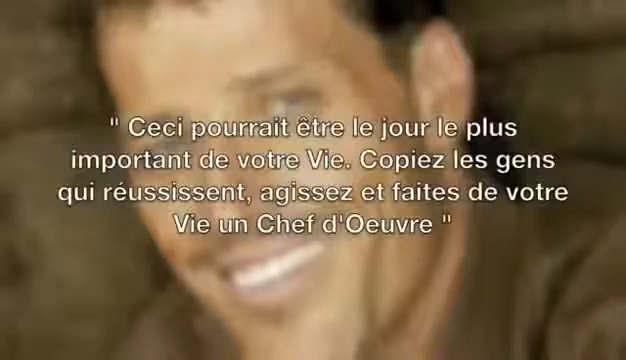 " Ceci pourrait être le jour le plus
important de votre Vie. Copiez les gens
qui réussissent, agissez et faites de votre
Vie un Chef d'Oeuvre "